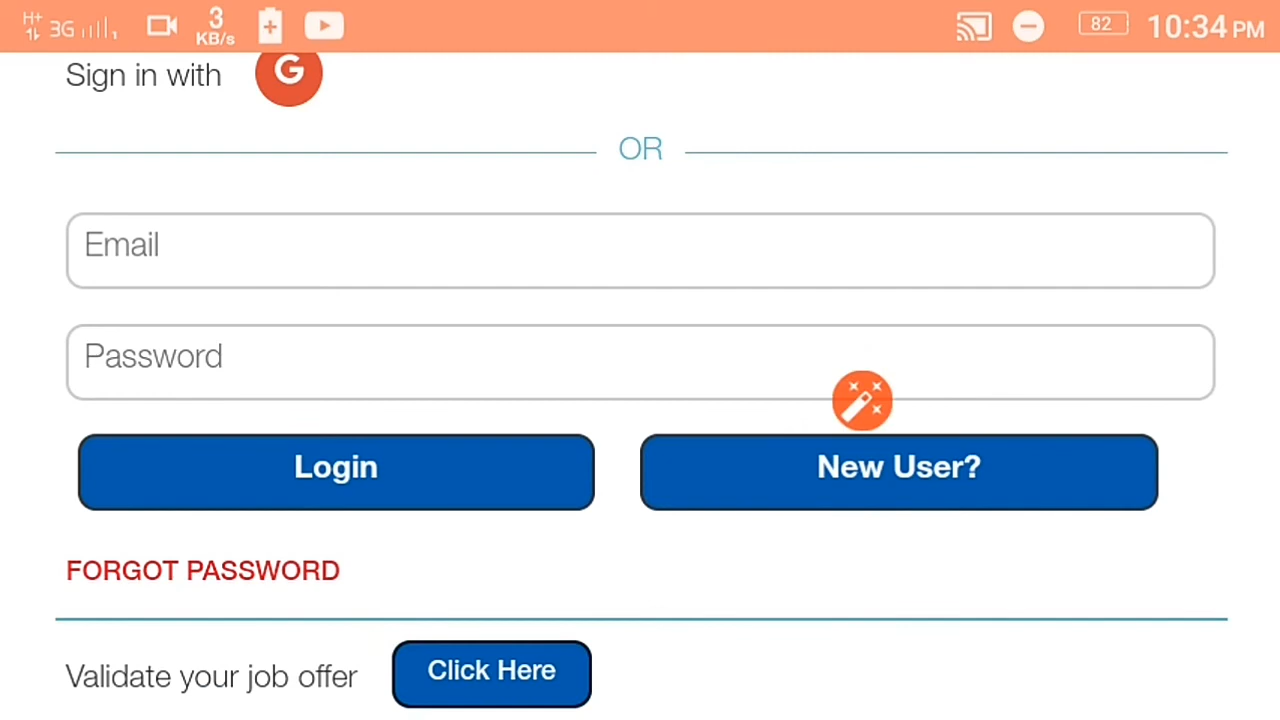 H+ 3G 3 KB/s 82 10:34 PM
Sign in with G
OR
Email
Password
Login New User?
FORGOT PASSWORD
Validate your job offer Click Here